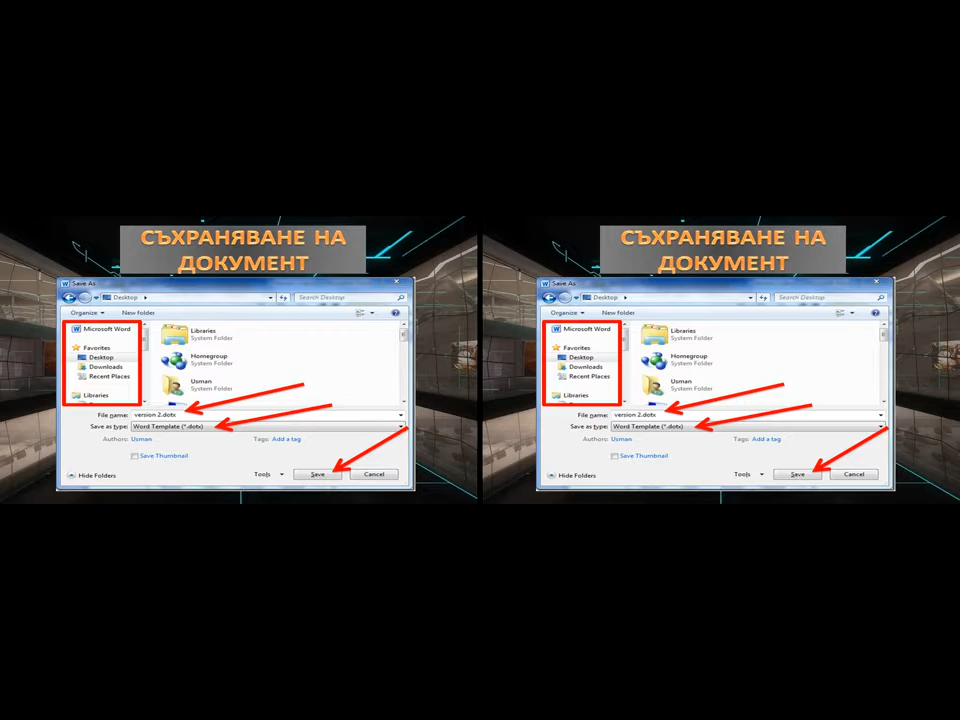 СЪХРАНЯВАНЕ НА
ДОКУМЕНТ
Save As
Desktop
Search Desktop
Organize
New folder
Microsoft Word
Favorites
Desktop
Downloads
Recent Places
Libraries
Libraries
System Folder
Homegroup
System Folder
Usman
System Folder
File name: version 2.dotx
Save as type: Word Template (*.dotx)
Authors: Usman
Tags: Add a tag
Save Thumbnail
Hide Folders
Tools
Save
Cancel
СЪХРАНЯВАНЕ НА
ДОКУМЕНТ
Save As
Desktop
Search Desktop
Organize
New folder
Microsoft Word
Favorites
Desktop
Downloads
Recent Places
Libraries
Libraries
System Folder
Homegroup
System Folder
Usman
System Folder
File name: version 2.dotx
Save as type: Word Template (*.dotx)
Authors: Usman
Tags: Add a tag
Save Thumbnail
Hide Folders
Tools
Save
Cancel